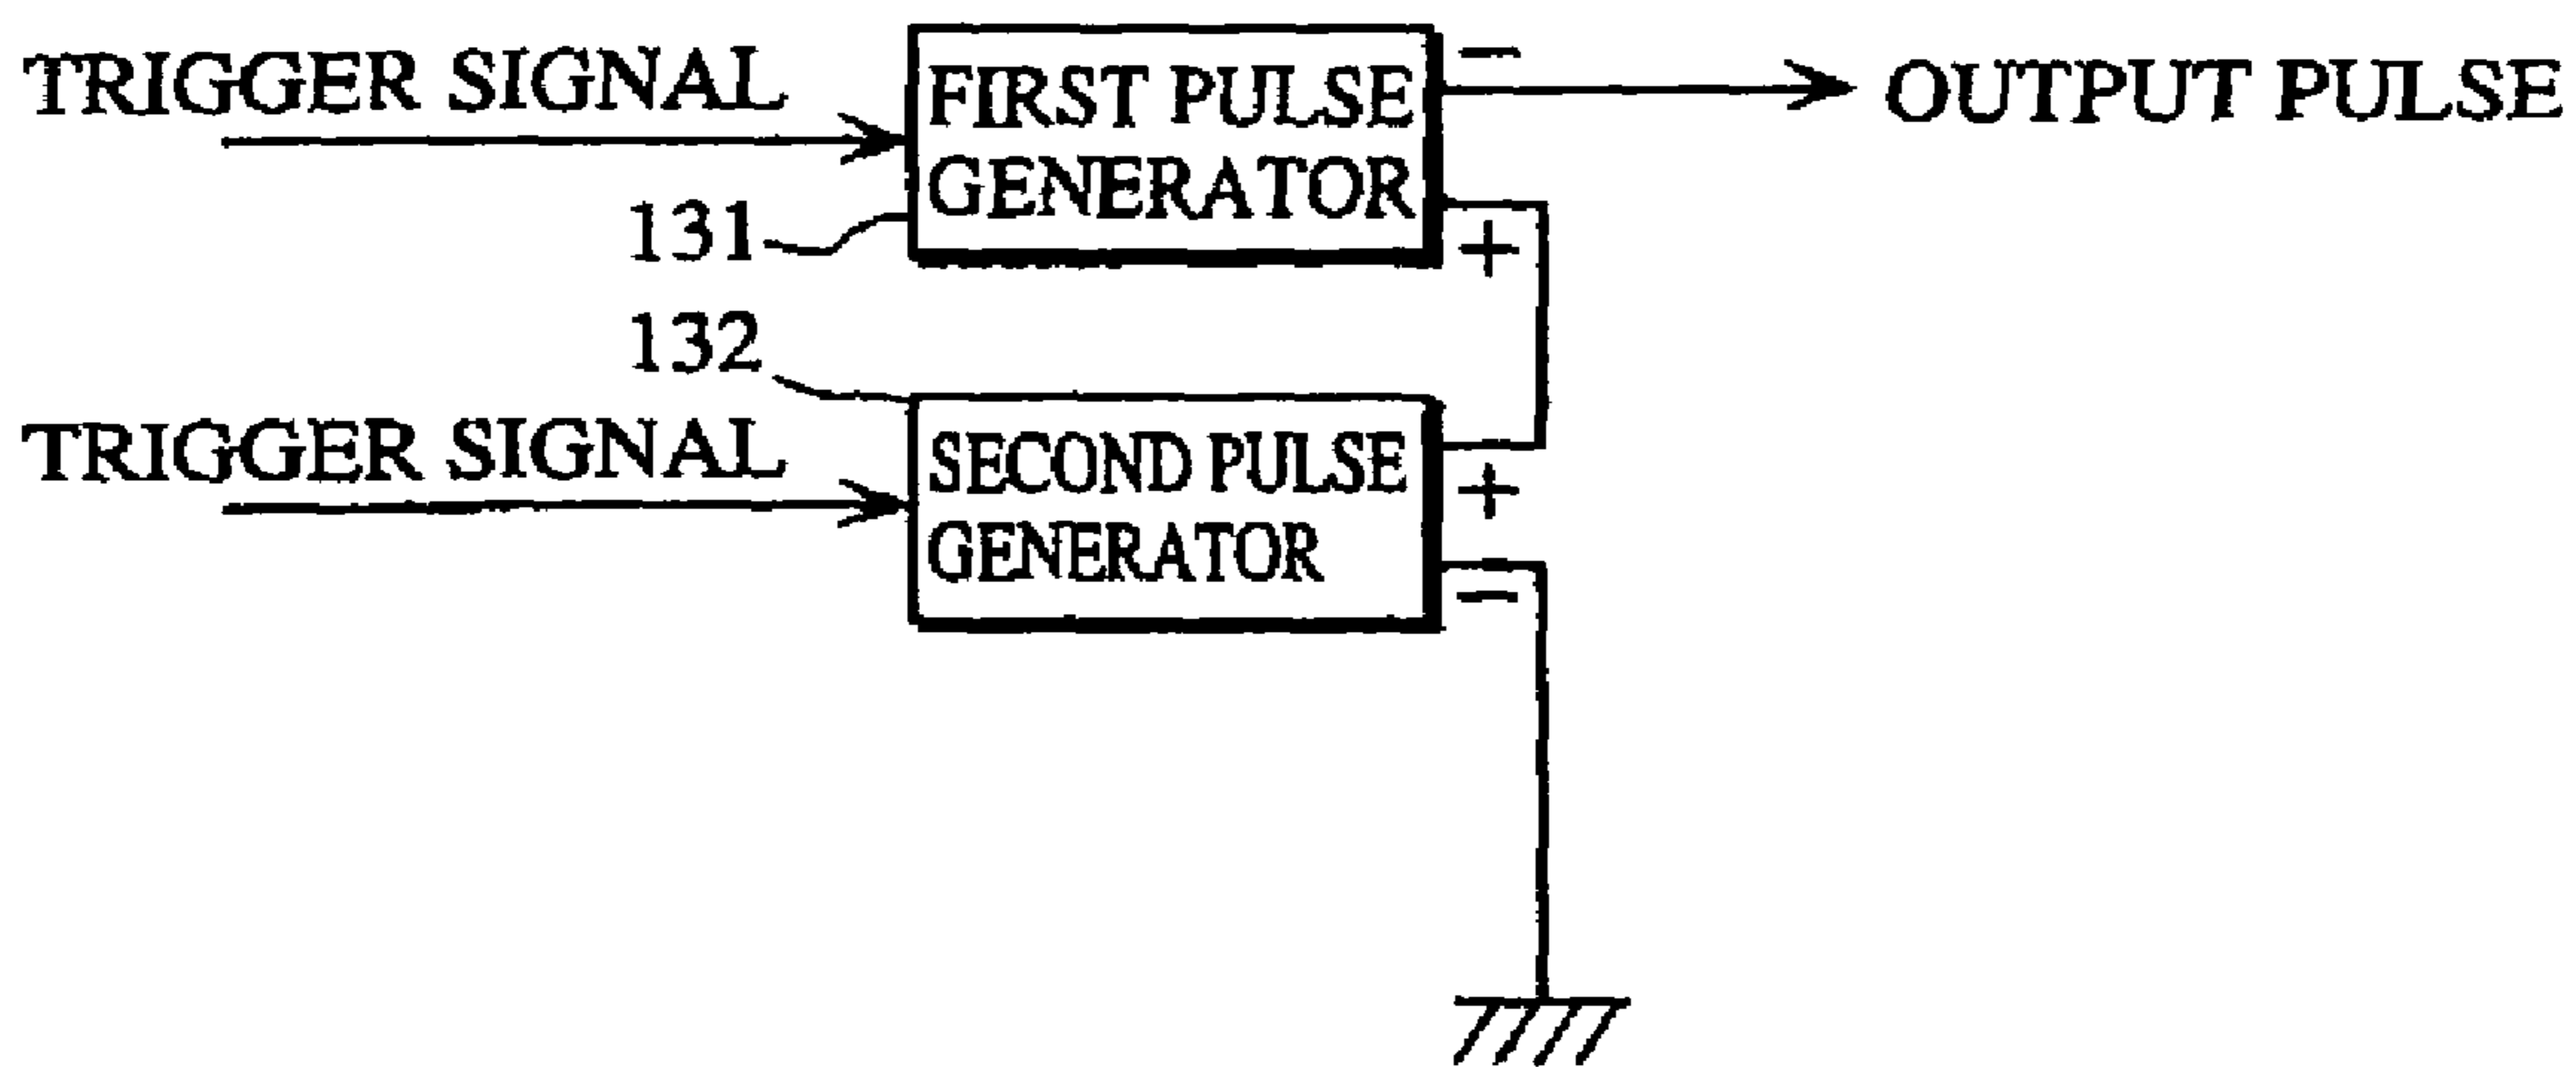 TRIGGER SIGNAL
FIRST PULSE
GENERATOR
−
OUTPUT PULSE
+
131
132
TRIGGER SIGNAL
SECOND PULSE
GENERATOR
+
−